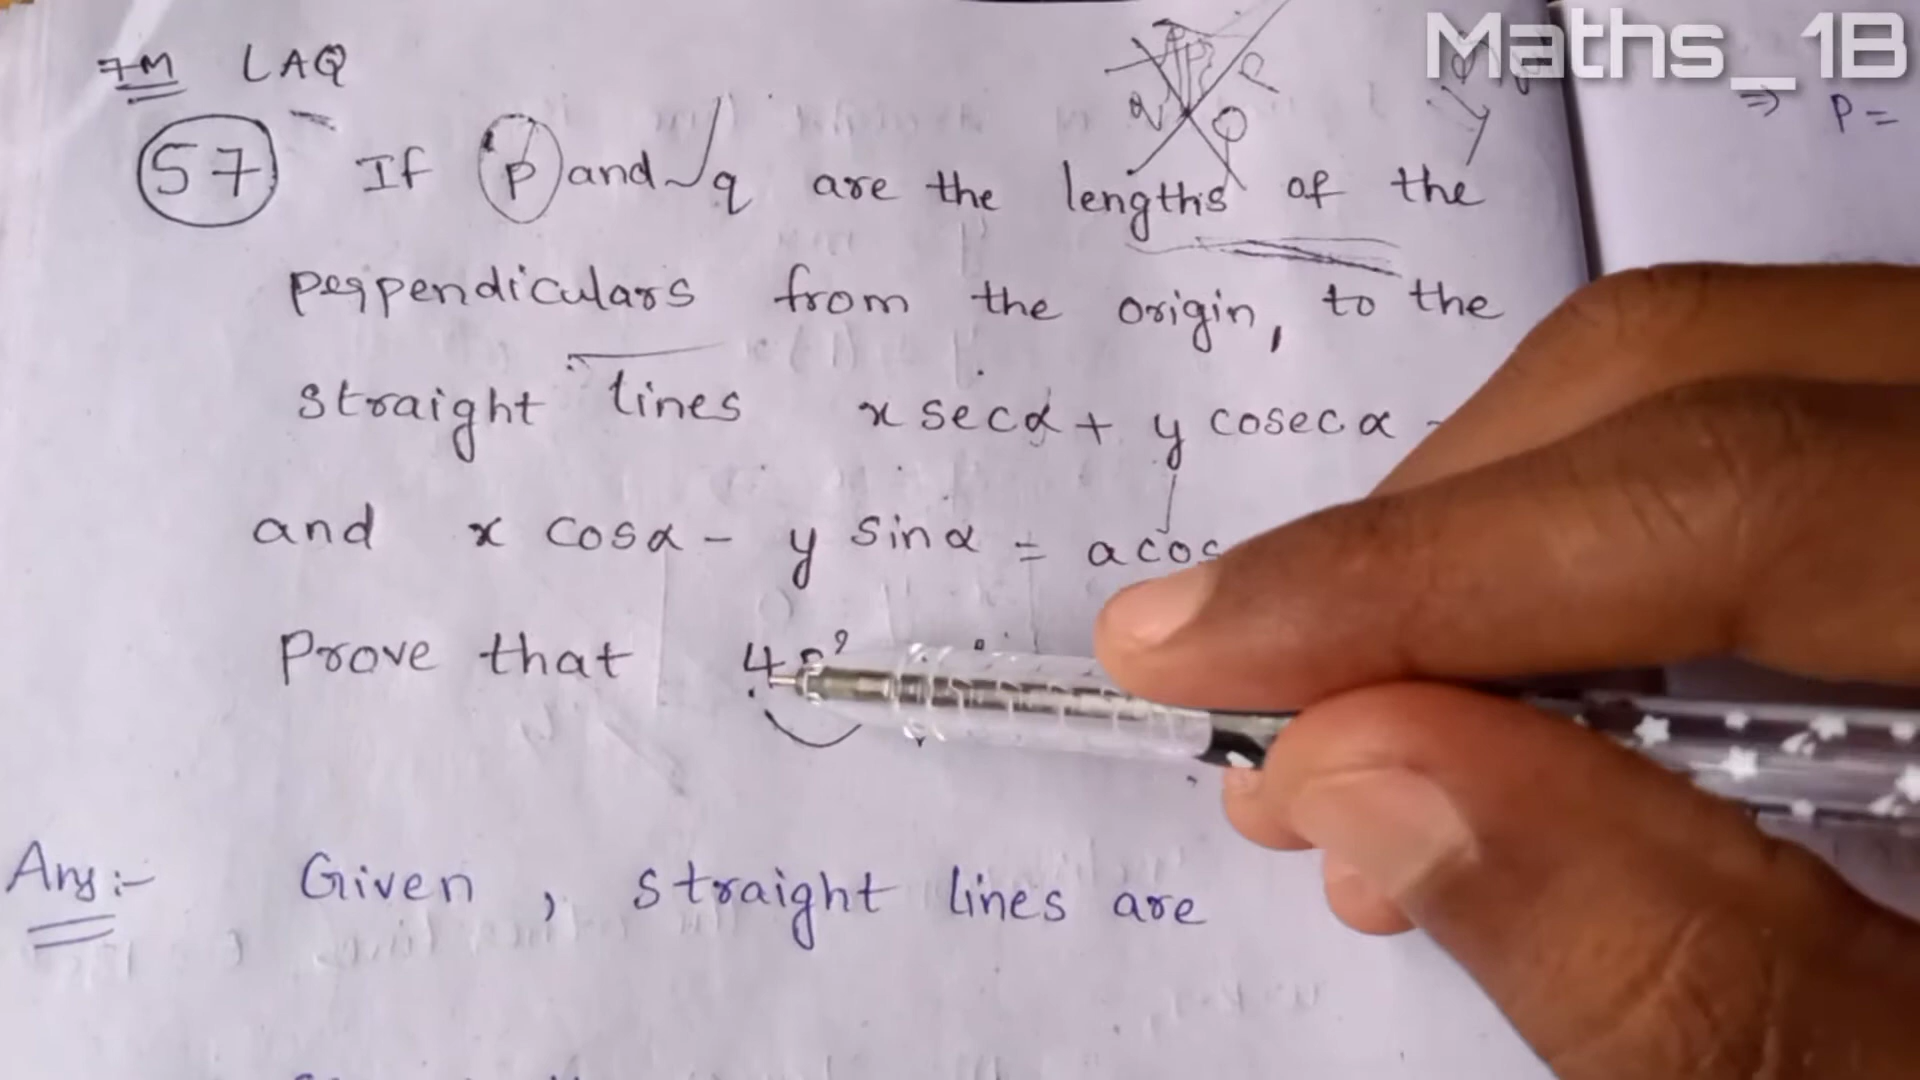 Maths_1B
7M LAQ
⇒ P =
57 If p and q are the lengths of the
perpendiculars from the origin, to the
straight lines x secα + y cosecα
and x cosα - y sinα = a cos
Prove that 4
Ans:- Given, straight lines are